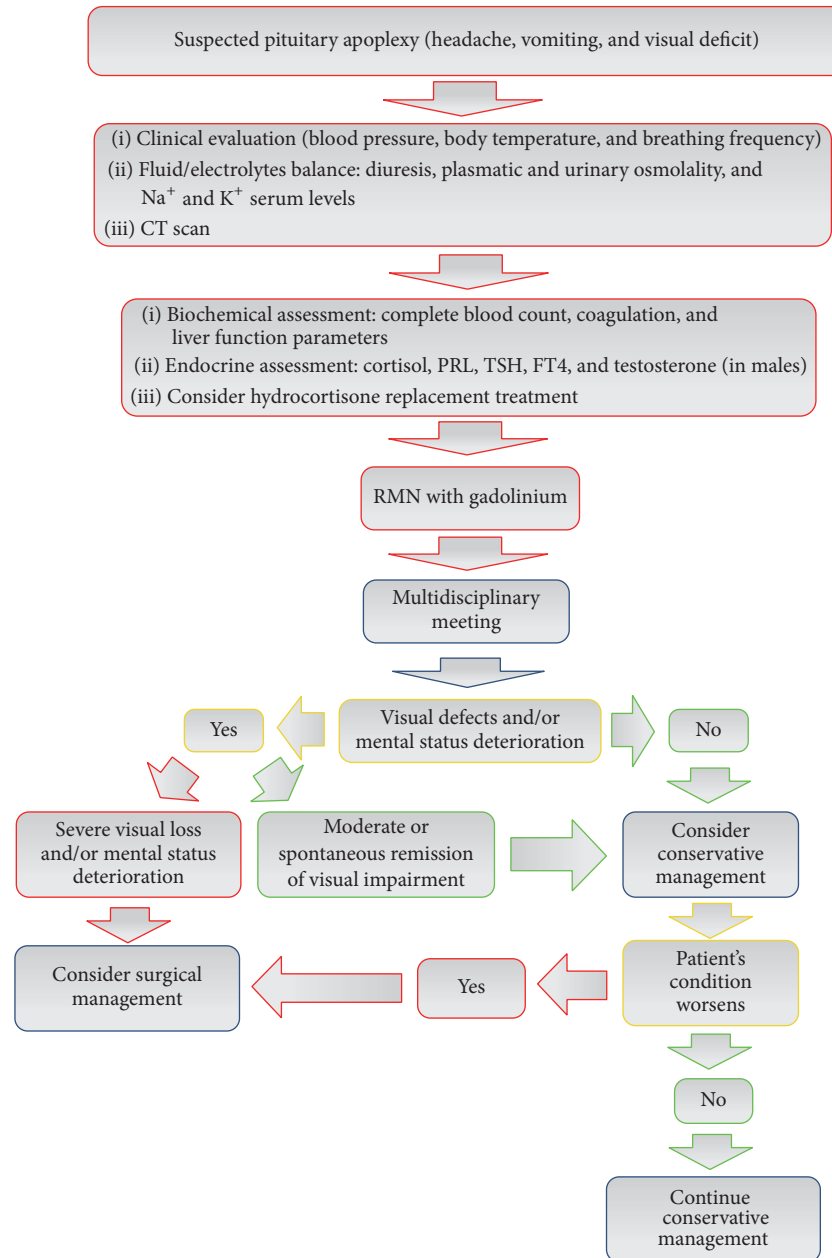 Suspected pituitary apoplexy (headache, vomiting, and visual deficit)
(i) Clinical evaluation (blood pressure, body temperature, and breathing frequency)
(ii) Fluid/electrolytes balance: diuresis, plasmatic and urinary osmolality, and
Na⁺ and K⁺ serum levels
(iii) CT scan
(i) Biochemical assessment: complete blood count, coagulation, and
liver function parameters
(ii) Endocrine assessment: cortisol, PRL, TSH, FT4, and testosterone (in males)
(iii) Consider hydrocortisone replacement treatment
RMN with gadolinium
Multidisciplinary
meeting
Yes
Visual defects and/or
mental status deterioration
No
Severe visual loss
and/or mental status
deterioration
Moderate or
spontaneous remission
of visual impairment
Consider
conservative
management
Consider surgical
management
Yes
Patient's
condition
worsens
No
Continue
conservative
management